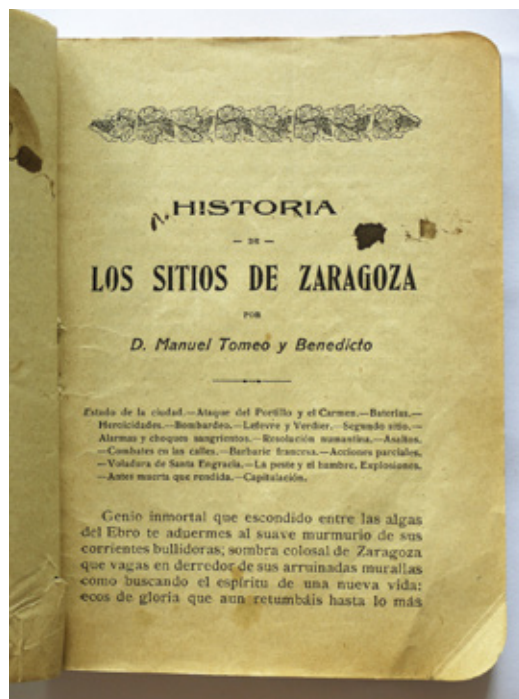 HISTORIA
— DE —
LOS SITIOS DE ZARAGOZA
POR
D. Manuel Tomeo y Benedicto
Estado de la ciudad.—Ataque del Portillo y el Carmen.—Baterías.—
Heroicidades.—Bombardeo.—Lefevre y Verdier.—Segundo sitio.—
Alarmas y choques sangrientos.—Resolución numantina.—Asaltos.
—Combates en las calles.—Barbarie francesa.—Acciones parciales.
—Voladura de Santa Engracia.—La peste y el hambre. Explosiones.
—Antes muerta que rendida.—Capitulación.
Genio inmortal que escondido entre las algas
del Ebro te aduermes al suave murmurio de sus
corrientes bullidoras; sombra colosal de Zaragoza
que vagas en derredor de sus arruinadas murallas
como buscando el espíritu de una nueva vida:
ecos de gloria que aun retumbáis hasta lo más